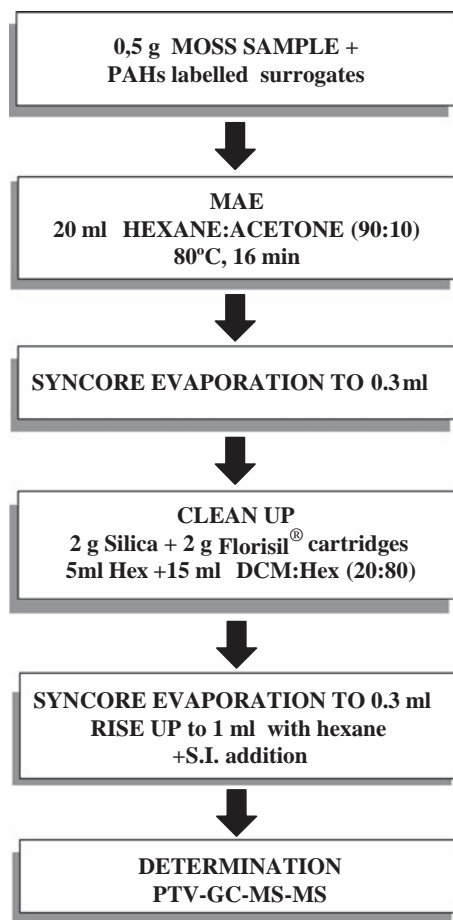 0,5 g MOSS SAMPLE +
PAHs labelled surrogates
MAE
20 ml HEXANE:ACETONE (90:10)
80ºC, 16 min
SYNCORE EVAPORATION TO 0.3 ml
CLEAN UP
2 g Silica + 2 g Florisil® cartridges
5ml Hex +15 ml DCM:Hex (20:80)
SYNCORE EVAPORATION TO 0.3 ml
RISE UP to 1 ml with hexane
+S.I. addition
DETERMINATION
PTV-GC-MS-MS